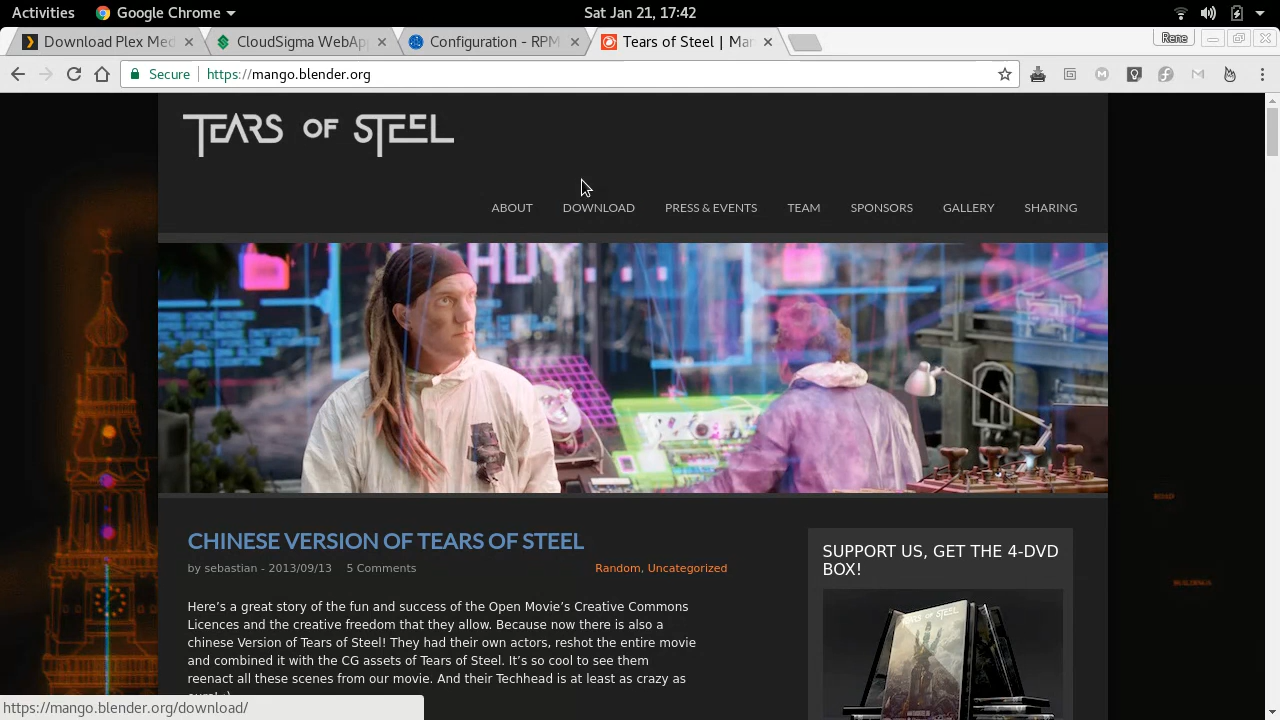 Activities Google Chrome Sat Jan 21, 17:42
Download Plex Med CloudSigma WebAp Configuration - RPM Tears of Steel | Man Rene
Secure https://mango.blender.org
TEARS OF STEEL
ABOUT DOWNLOAD PRESS & EVENTS TEAM SPONSORS GALLERY SHARING
HUY...
CHINESE VERSION OF TEARS OF STEEL
by sebastian - 2013/09/13 5 Comments Random, Uncategorized
Here's a great story of the fun and success of the Open Movie's Creative Commons
Licenced and the creative freedom that they allow. Because now there is also a
chinese Version of Tears of Steel! They had their own actors, reshot the entire movie
and combined it with the CG assets of Tears of Steel. It's so cool to see them
reenact all these scenes from our movie. And their Techhead is at least as crazy as
SUPPORT US, GET THE 4-DVD
BOX!
TEARS OF STEEL
https://mango.blender.org/download/